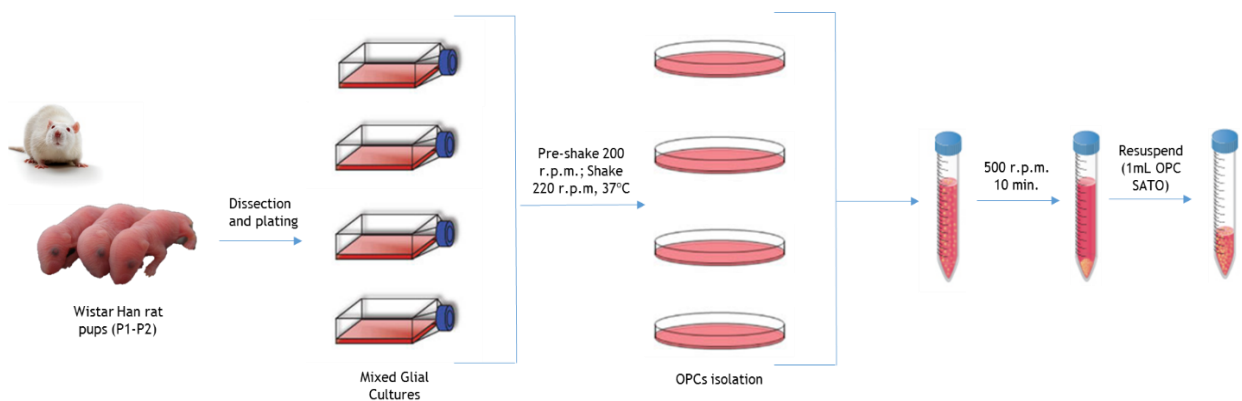 Wistar Han rat
pups (P1-P2)
Dissection
and plating
Mixed Glial
Cultures
Pre-shake 200
r.p.m.; Shake
220 r.p.m, 37ºC
OPCs isolation
500 r.p.m.
10 min.
Resuspend
(1mL OPC
SATO)